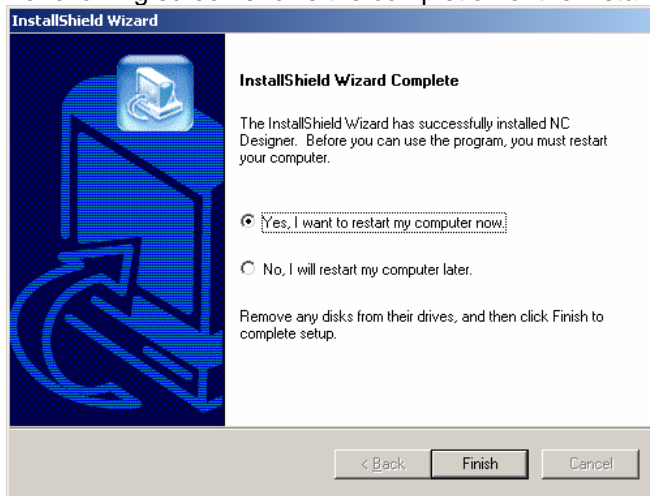 InstallShield Wizard
InstallShield Wizard Complete
The InstallShield Wizard has successfully installed NC
Designer. Before you can use the program, you must restart
your computer.
Yes, I want to restart my computer now.
No, I will restart my computer later.
Remove any disks from their drives, and then click Finish to
complete setup.
< Back
Finish
Cancel